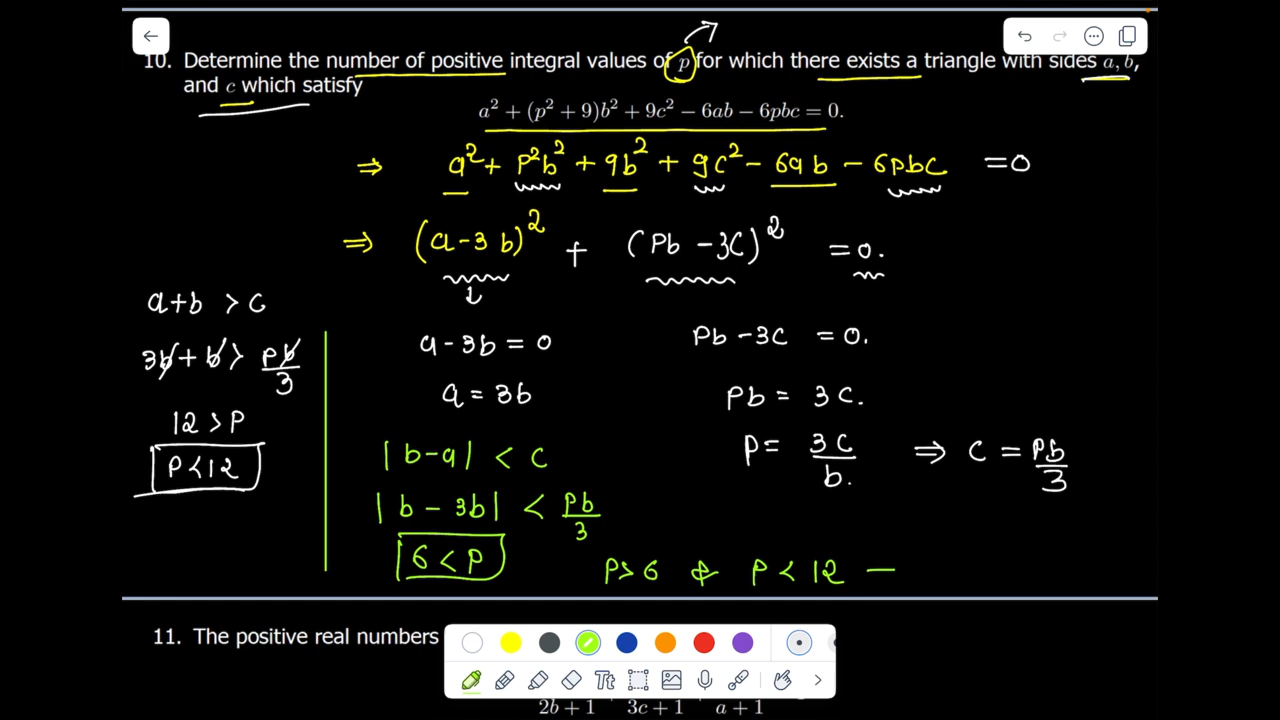 10. Determine the number of positive integral values of p for which there exists a triangle with sides a, b,
and c which satisfy
a² + (p² + 9)b² + 9c² − 6ab − 6pbc = 0.
⇒ a² + p²b² + 9b² + 9c² − 6ab − 6pbc = 0
⇒ (a−3b)² + (Pb −3C)² = 0.
a+b > C
3b + b > pb/3
12 > P
P < 12
a −3b = 0
a = 3b
Pb −3C = 0.
Pb = 3C.
P = 3C/b. ⇒ C = Pb/3
|b−a| < C
|b − 3b| < Pb/3
6 < P
P > 6 & P < 12 —
11. The positive real numbers
Tt
2b + 1 3c + 1 a + 1